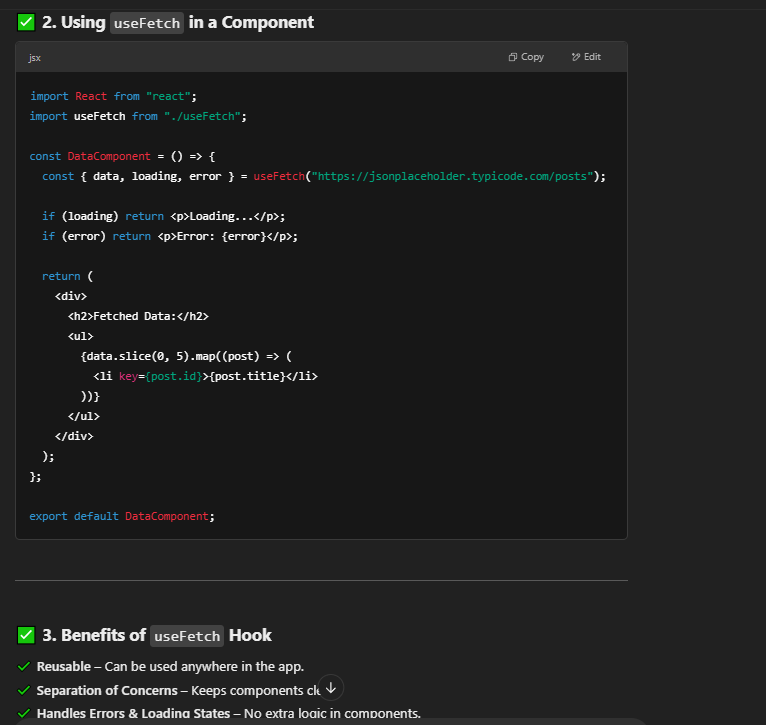 ✅ 2. Using useFetch in a Component
jsx
Copy
Edit
import React from "react";
import useFetch from "./useFetch";
const DataComponent = () => {
const { data, loading, error } = useFetch("https://jsonplaceholder.typicode.com/posts");
if (loading) return <p>Loading...</p>;
if (error) return <p>Error: {error}</p>;
return (
<div>
<h2>Fetched Data:</h2>
<ul>
{data.slice(0, 5).map((post) => (
<li key={post.id}>{post.title}</li>
))}
</ul>
</div>
);
};
export default DataComponent;
✅ 3. Benefits of useFetch Hook
✓ Reusable – Can be used anywhere in the app.
✓ Separation of Concerns – Keeps components
✓ Handles Errors & Loading States – No extra logic in components.